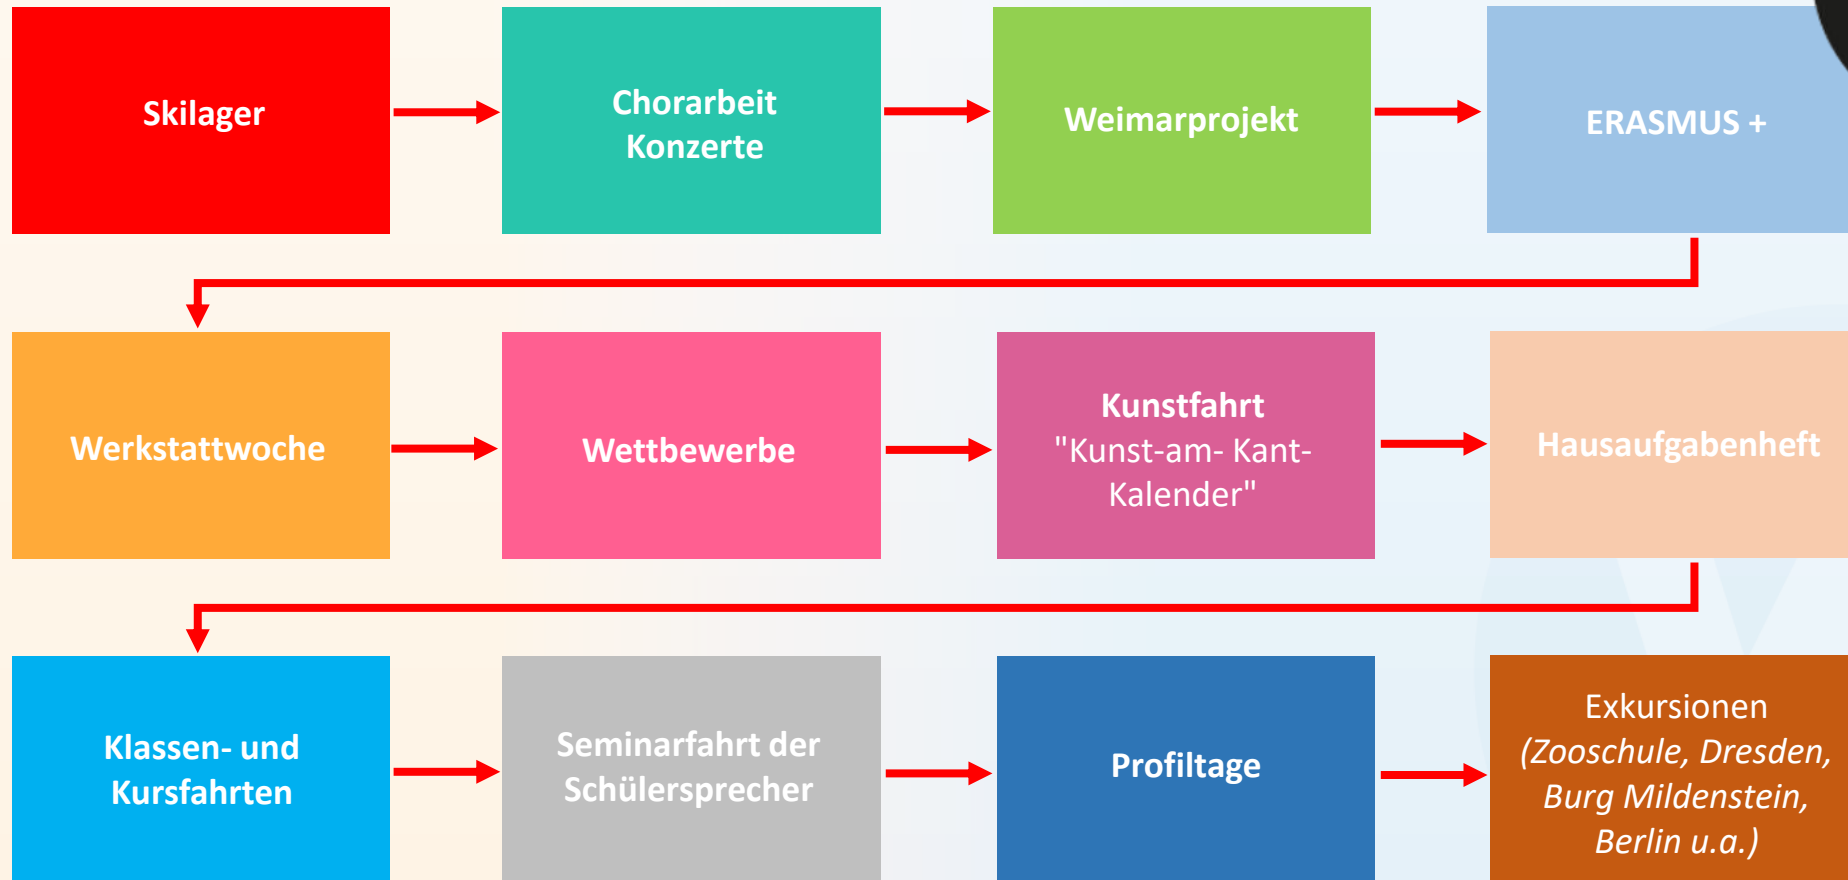 Skilager
Chorarbeit
Konzerte
Weimarprojekt
ERASMUS +
Werkstattwoche
Wettbewerbe
Kunstfahrt
"Kunst-am- Kant-
Kalender"
Hausaufgabenheft
Klassen- und
Kursfahrten
Seminarfahrt der
Schülersprecher
Profiltage
Exkursionen
(Zooschule, Dresden,
Burg Mildenstein,
Berlin u.a.)